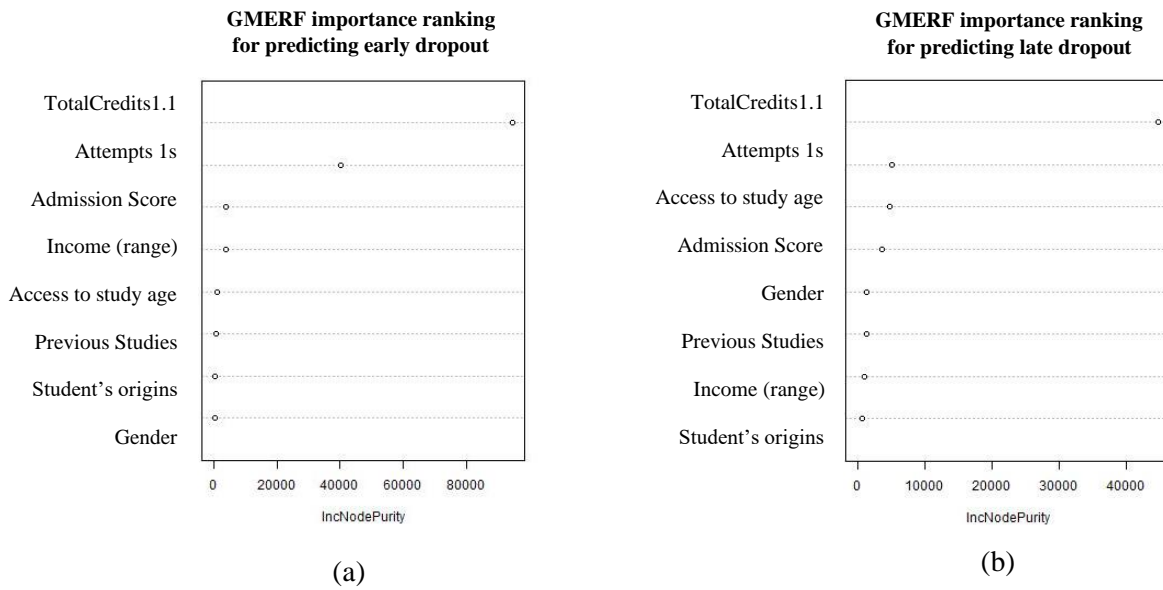 GMERF importance ranking
for predicting early dropout
TotalCredits1.1
Attempts 1s
Admission Score
Income (range)
Access to study age
Previous Studies
Student’s origins
Gender
0 20000 40000 60000 80000
IncNodePurity
(a)
GMERF importance ranking
for predicting late dropout
TotalCredits1.1
Attempts 1s
Access to study age
Admission Score
Gender
Previous Studies
Income (range)
Student’s origins
0 10000 20000 30000 40000
IncNodePurity
(b)